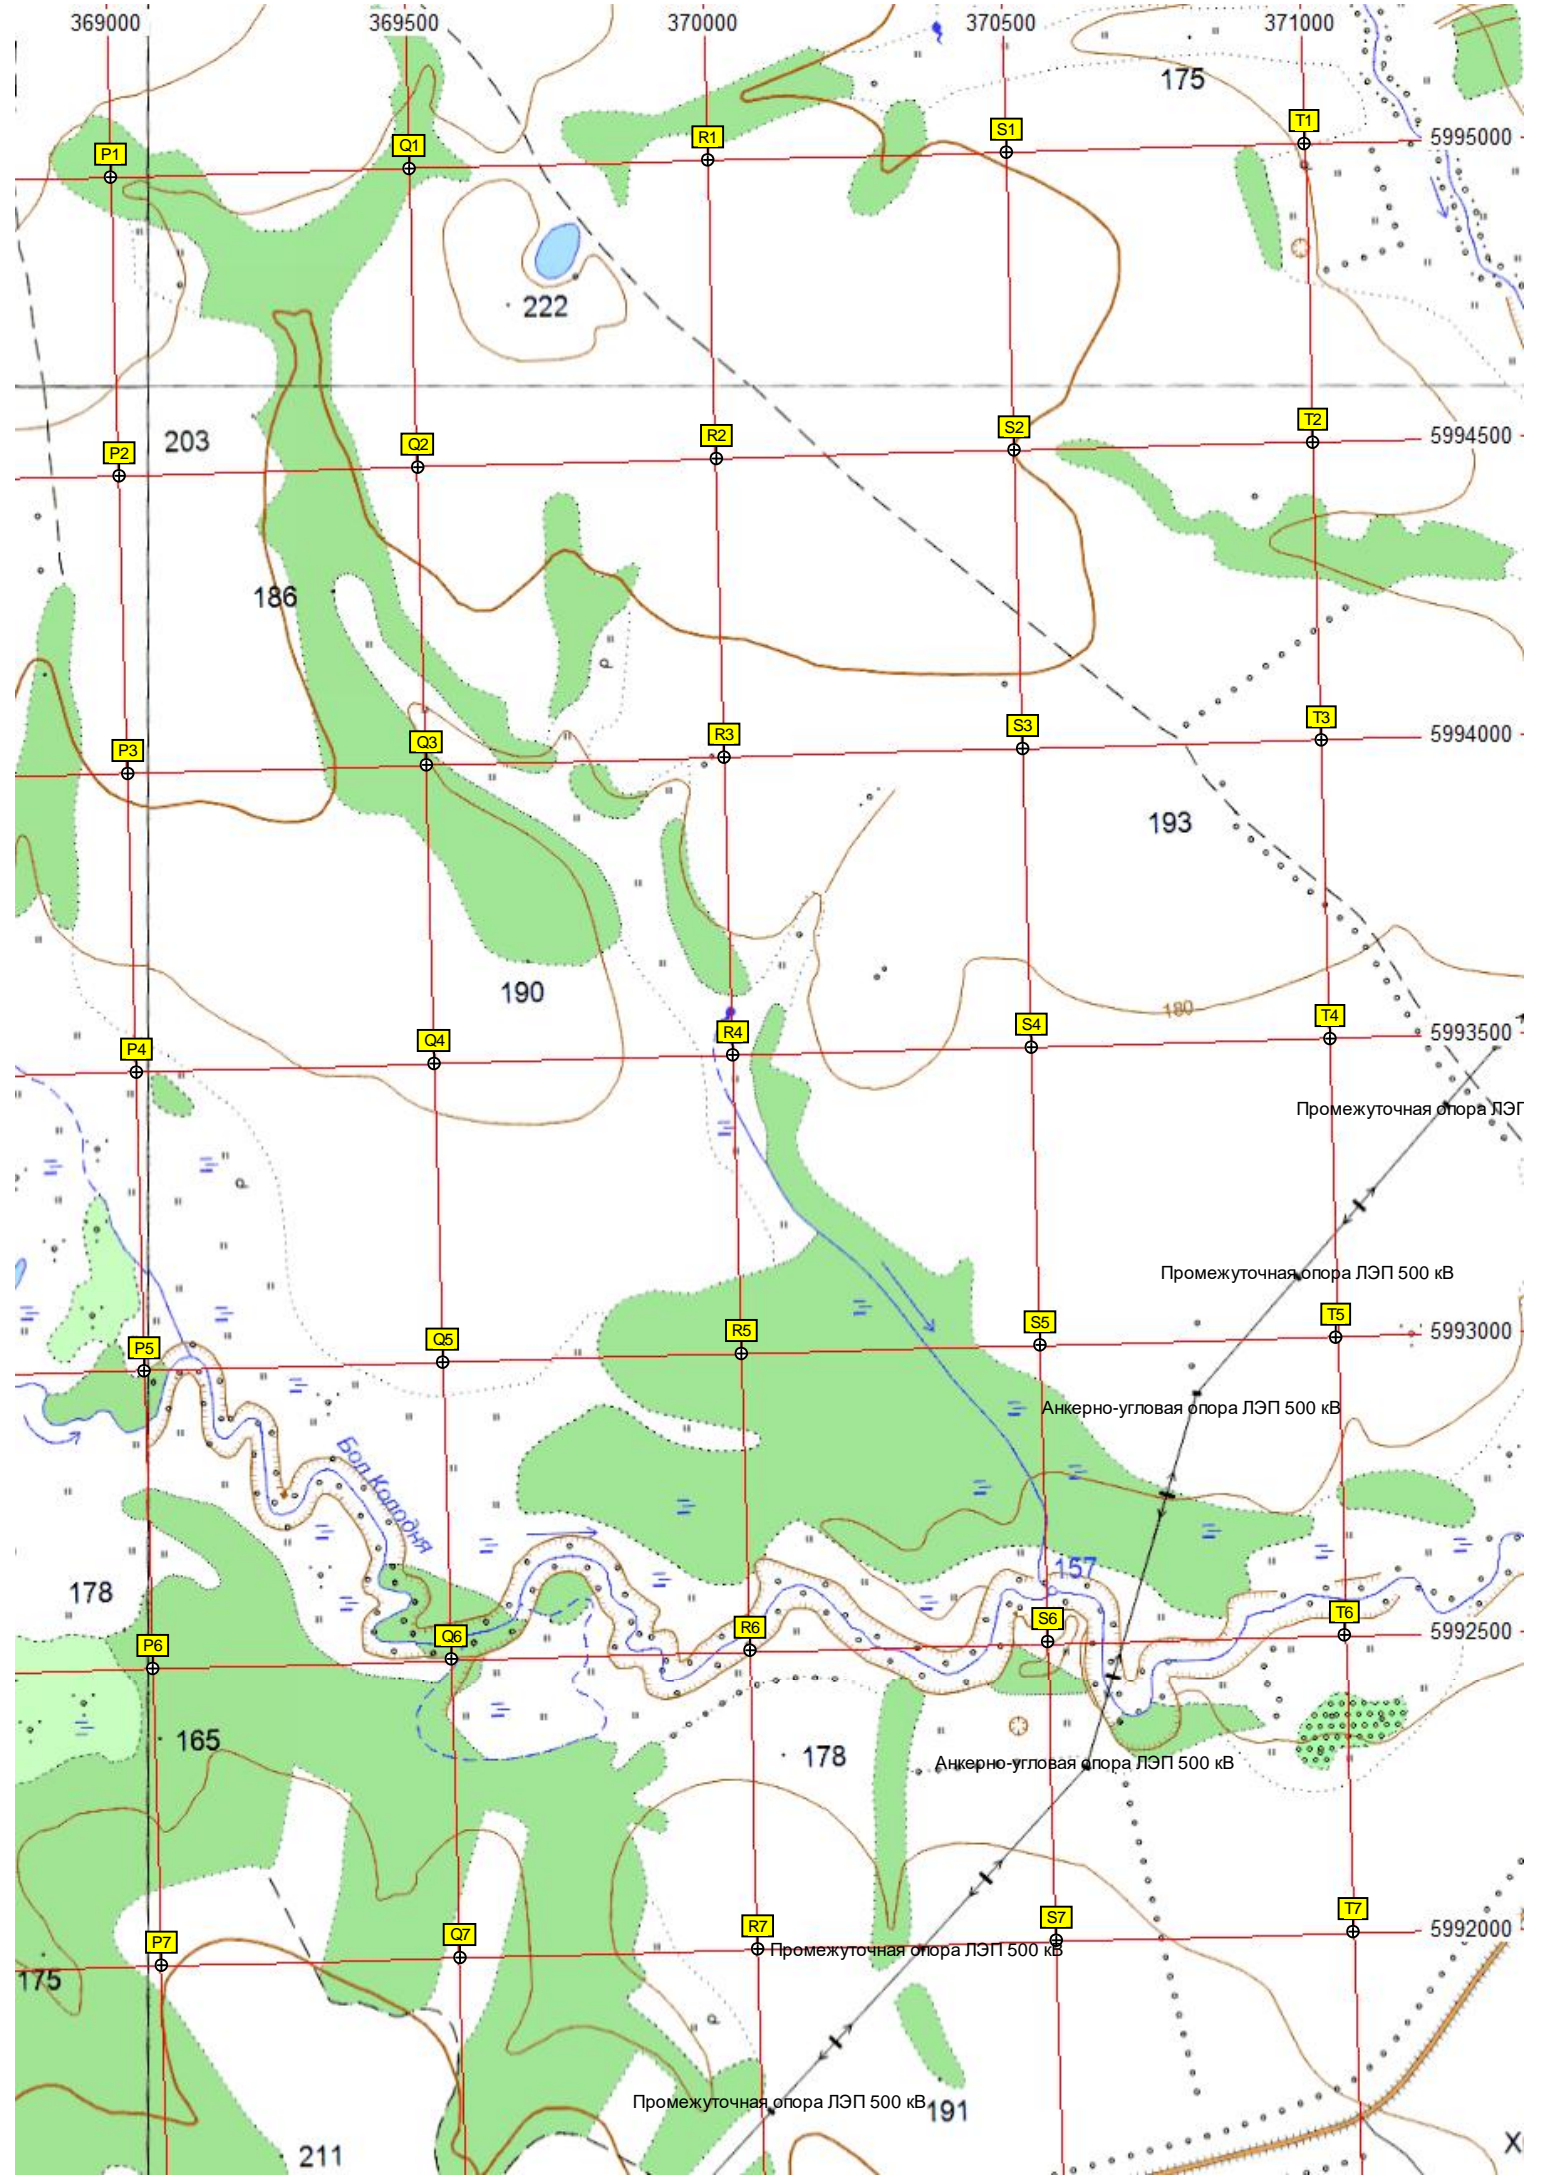 369000 369500 370000 370500 371000
175
5995000
P1 Q1 R1 S1 T1
222
203
5994500
P2 Q2 R2 S2 T2
186
5994000
P3 Q3 R3 S3 T3
193
190
180
5993500
P4 Q4 R4 S4 T4
Промежуточная опора ЛЭП
Промежуточная опора ЛЭП 500 кВ
5993000
P5 Q5 R5 S5 T5
Анкерно-угловая опора ЛЭП 500 кВ
Бол Колодня
157
178
5992500
P6 Q6 R6 S6 T6
165
178
Анкерно-угловая опора ЛЭП 500 кВ
5992000
P7 Q7 R7 S7 T7
Промежуточная опора ЛЭП 500 кВ
175
Промежуточная опора ЛЭП 500 кВ
191
211
Х